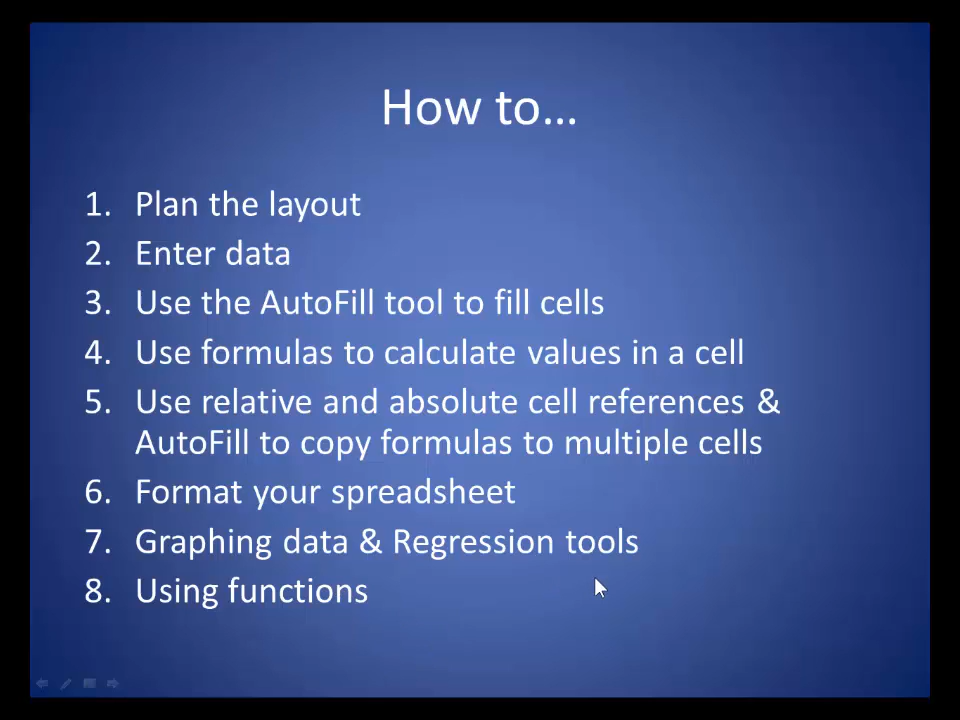 How to…
1. Plan the layout
2. Enter data
3. Use the AutoFill tool to fill cells
4. Use formulas to calculate values in a cell
5. Use relative and absolute cell references &
AutoFill to copy formulas to multiple cells
6. Format your spreadsheet
7. Graphing data & Regression tools
8. Using functions